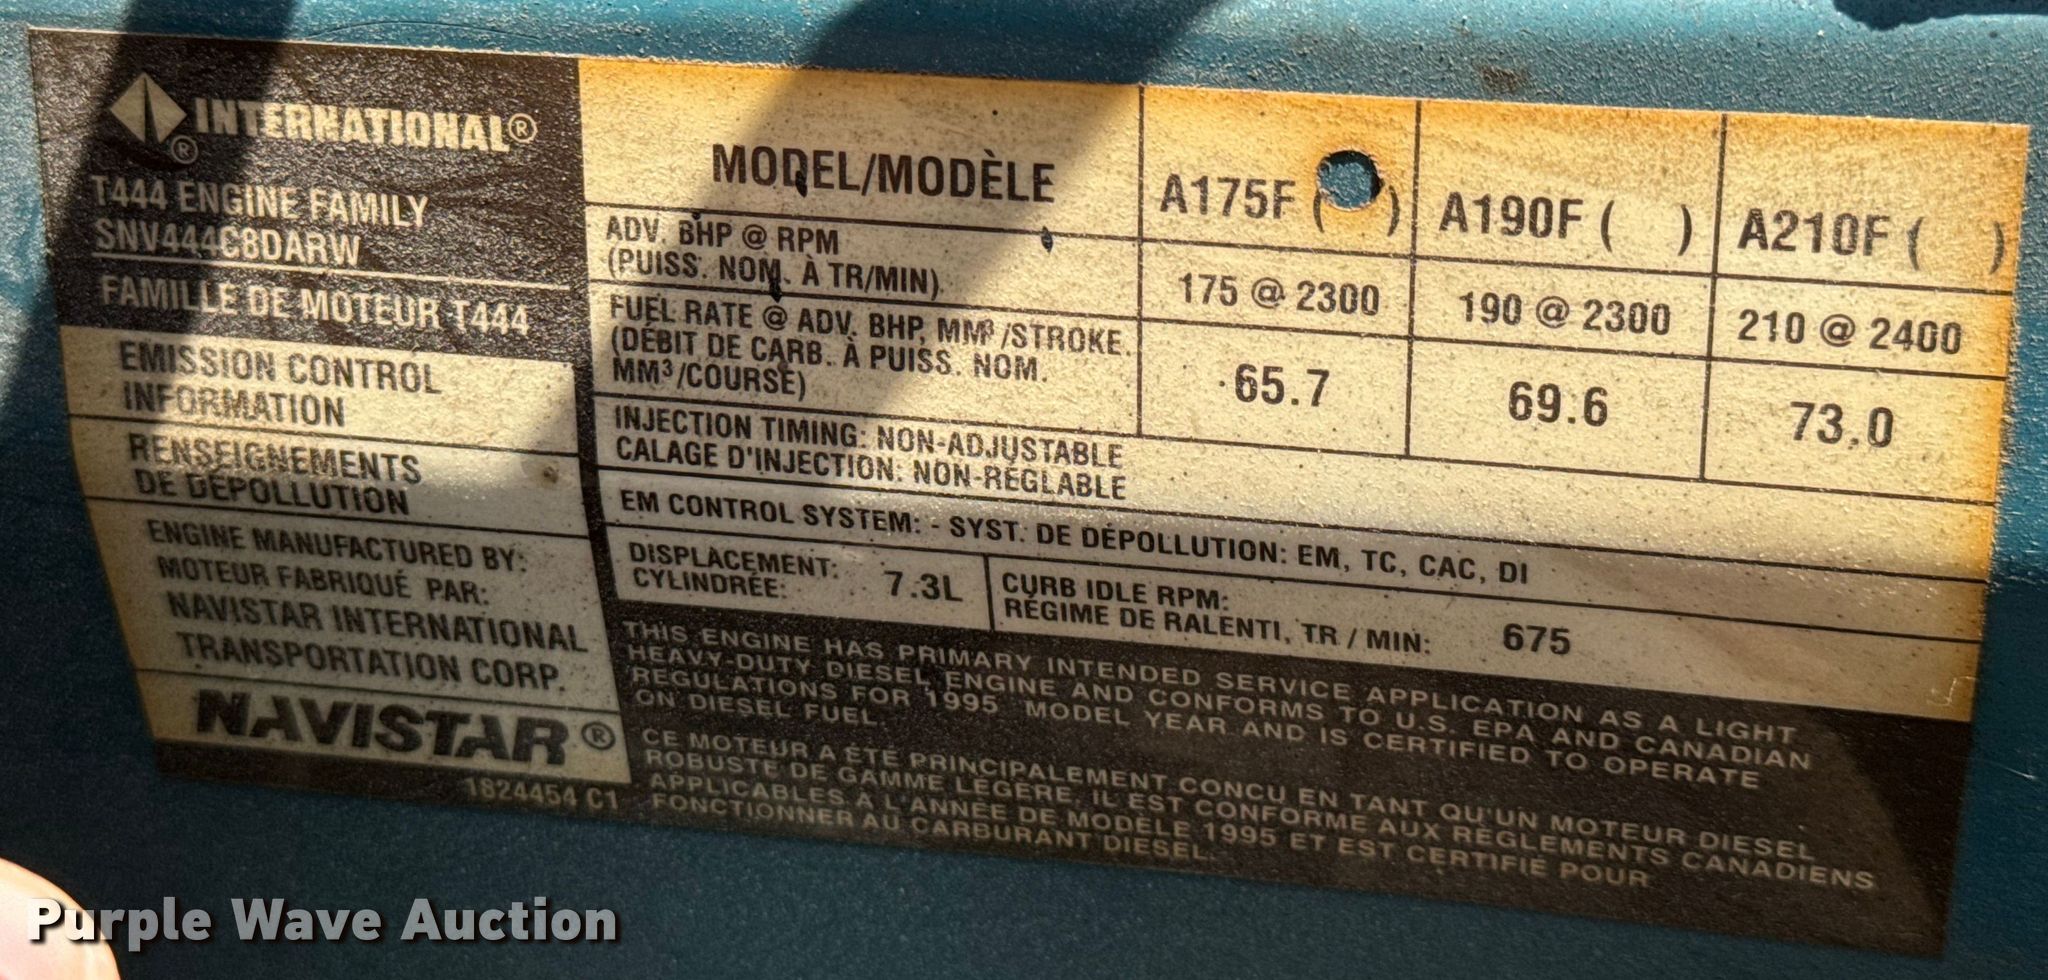 INTERNATIONAL®
®
T444 ENGINE FAMILY
SNV444C8DARW
FAMILLE DE MOTEUR T444
EMISSION CONTROL
INFORMATION
RENSEIGNEMENTS
DE DÉPOLLUTION
ENGINE MANUFACTURED BY:
MOTEUR FABRIQUÉ PAR:
NAVISTAR INTERNATIONAL
TRANSPORTATION CORP.
NAVISTAR®
1824454 C1
MODEL/MODÈLE A175F ( ) A190F ( ) A210F ( )
ADV. BHP @ RPM
(PUISS. NOM. À TR/MIN) 175 @ 2300 190 @ 2300 210 @ 2400
FUEL RATE @ ADV. BHP, MM³/STROKE
(DÉBIT DE CARB. À PUISS. NOM.
MM³/COURSE) 65.7 69.6 73.0
INJECTION TIMING: NON-ADJUSTABLE
CALAGE D'INJECTION: NON-RÉGLABLE
EM CONTROL SYSTEM: - SYST. DE DÉPOLLUTION: EM, TC, CAC, DI
DISPLACEMENT:
CYLINDRÉE: 7.3L
CURB IDLE RPM:
RÉGIME DE RALENTI, TR / MIN: 675
THIS ENGINE HAS PRIMARY INTENDED SERVICE APPLICATION AS A LIGHT
HEAVY-DUTY DIESEL ENGINE AND CONFORMS TO U.S. EPA AND CANADIAN
REGULATIONS FOR 1995 MODEL YEAR AND IS CERTIFIED TO OPERATE
ON DIESEL FUEL.
CE MOTEUR A ÉTÉ PRINCIPALEMENT CONCU EN TANT QU'UN MOTEUR DIESEL
ROBUSTE DE GAMME LÉGÈRE, IL EST CONFORME AUX RÈGLEMENTS CANADIENS
APPLICABLES À L'ANNÉE DE MODÈLE 1995 ET EST CERTIFIÉ POUR
FONCTIONNER AU CARBURANT DIESEL.
Purple Wave Auction